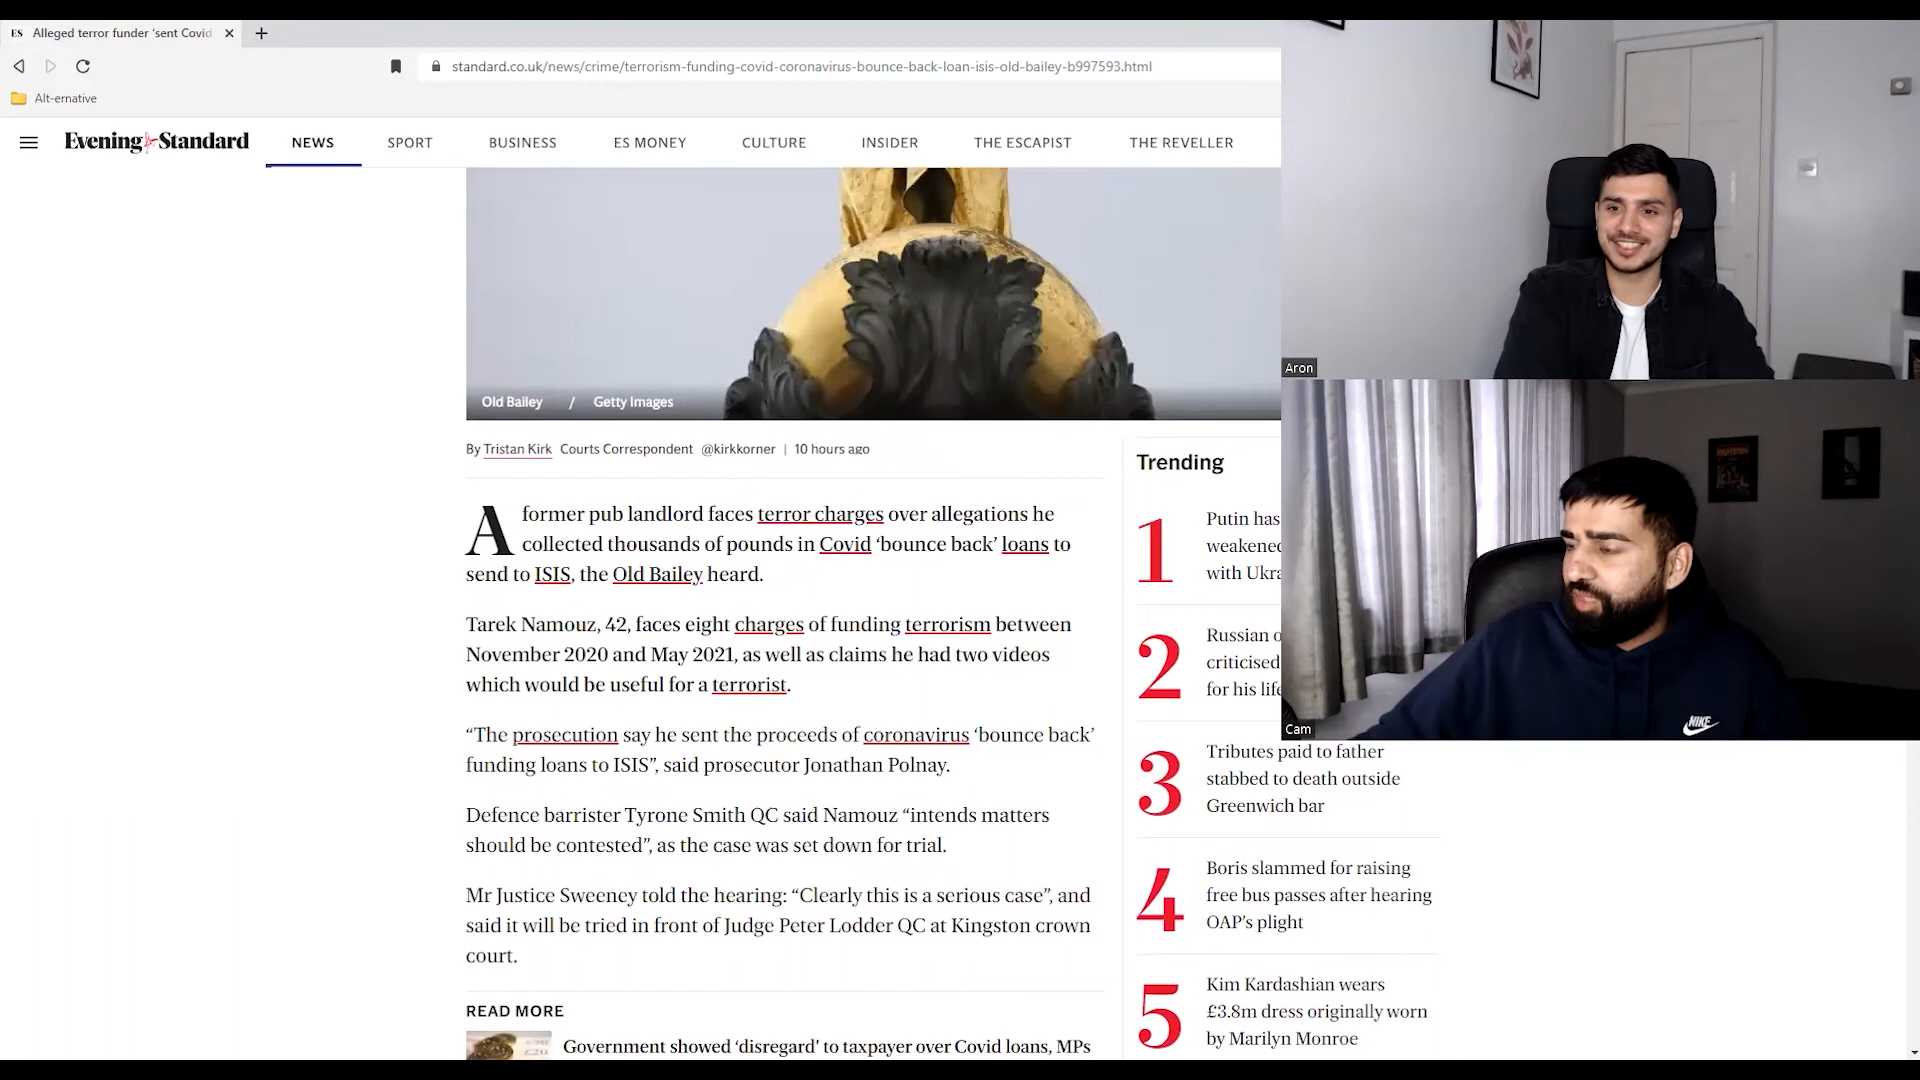 ES Alleged terror funder 'sent Covid
standard.co.uk/news/crime/terrorism-funding-covid-coronavirus-bounce-back-loan-isis-old-bailey-b997593.html
Alt-ernative
Evening Standard
NEWS SPORT BUSINESS ES MONEY CULTURE INSIDER THE ESCAPIST THE REVELLER
Old Bailey / Getty Images
By Tristan Kirk Courts Correspondent @kirkkorner | 10 hours ago
A former pub landlord faces terror charges over allegations he
collected thousands of pounds in Covid ‘bounce back’ loans to
send to ISIS, the Old Bailey heard.
Tarek Namouz, 42, faces eight charges of funding terrorism between
November 2020 and May 2021, as well as claims he had two videos
which would be useful for a terrorist.
“The prosecution say he sent the proceeds of coronavirus ‘bounce back’
funding loans to ISIS”, said prosecutor Jonathan Polnay.
Defence barrister Tyrone Smith QC said Namouz “intends matters
should be contested”, as the case was set down for trial.
Mr Justice Sweeney told the hearing: “Clearly this is a serious case”, and
said it will be tried in front of Judge Peter Lodder QC at Kingston crown
court.
READ MORE
Government showed ‘disregard’ to taxpayer over Covid loans, MPs
Trending
1
Putin has
weakened
with Ukra
2
Russian o
criticised
for his life
3
Tributes paid to father
stabbed to death outside
Greenwich bar
4
Boris slammed for raising
free bus passes after hearing
OAP’s plight
5
Kim Kardashian wears
£3.8m dress originally worn
by Marilyn Monroe
Aron
NIKE
Cam